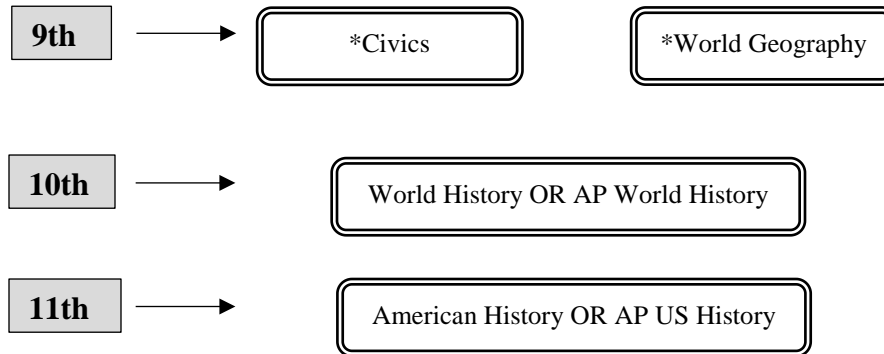 9th *Civics *World Geography
10th World History OR AP World History
11th American History OR AP US History